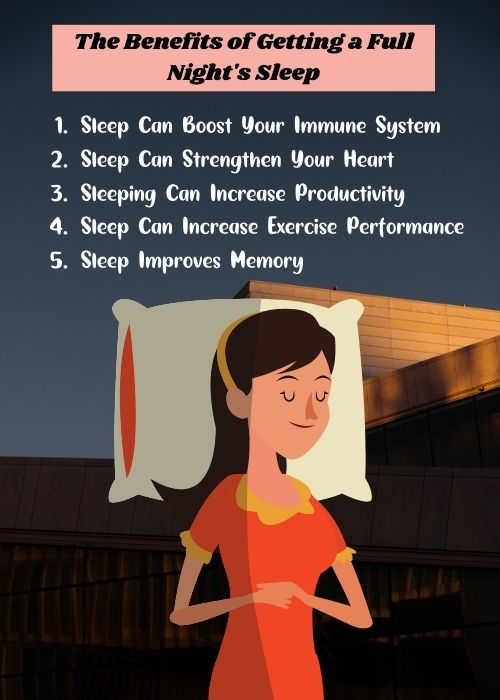 The Benefits of Getting a Full
Night's Sleep
1. Sleep Can Boost Your Immune System
2. Sleep Can Strengthen Your Heart
3. Sleeping Can Increase Productivity
4. Sleep Can Increase Exercise Performance
5. Sleep Improves Memory